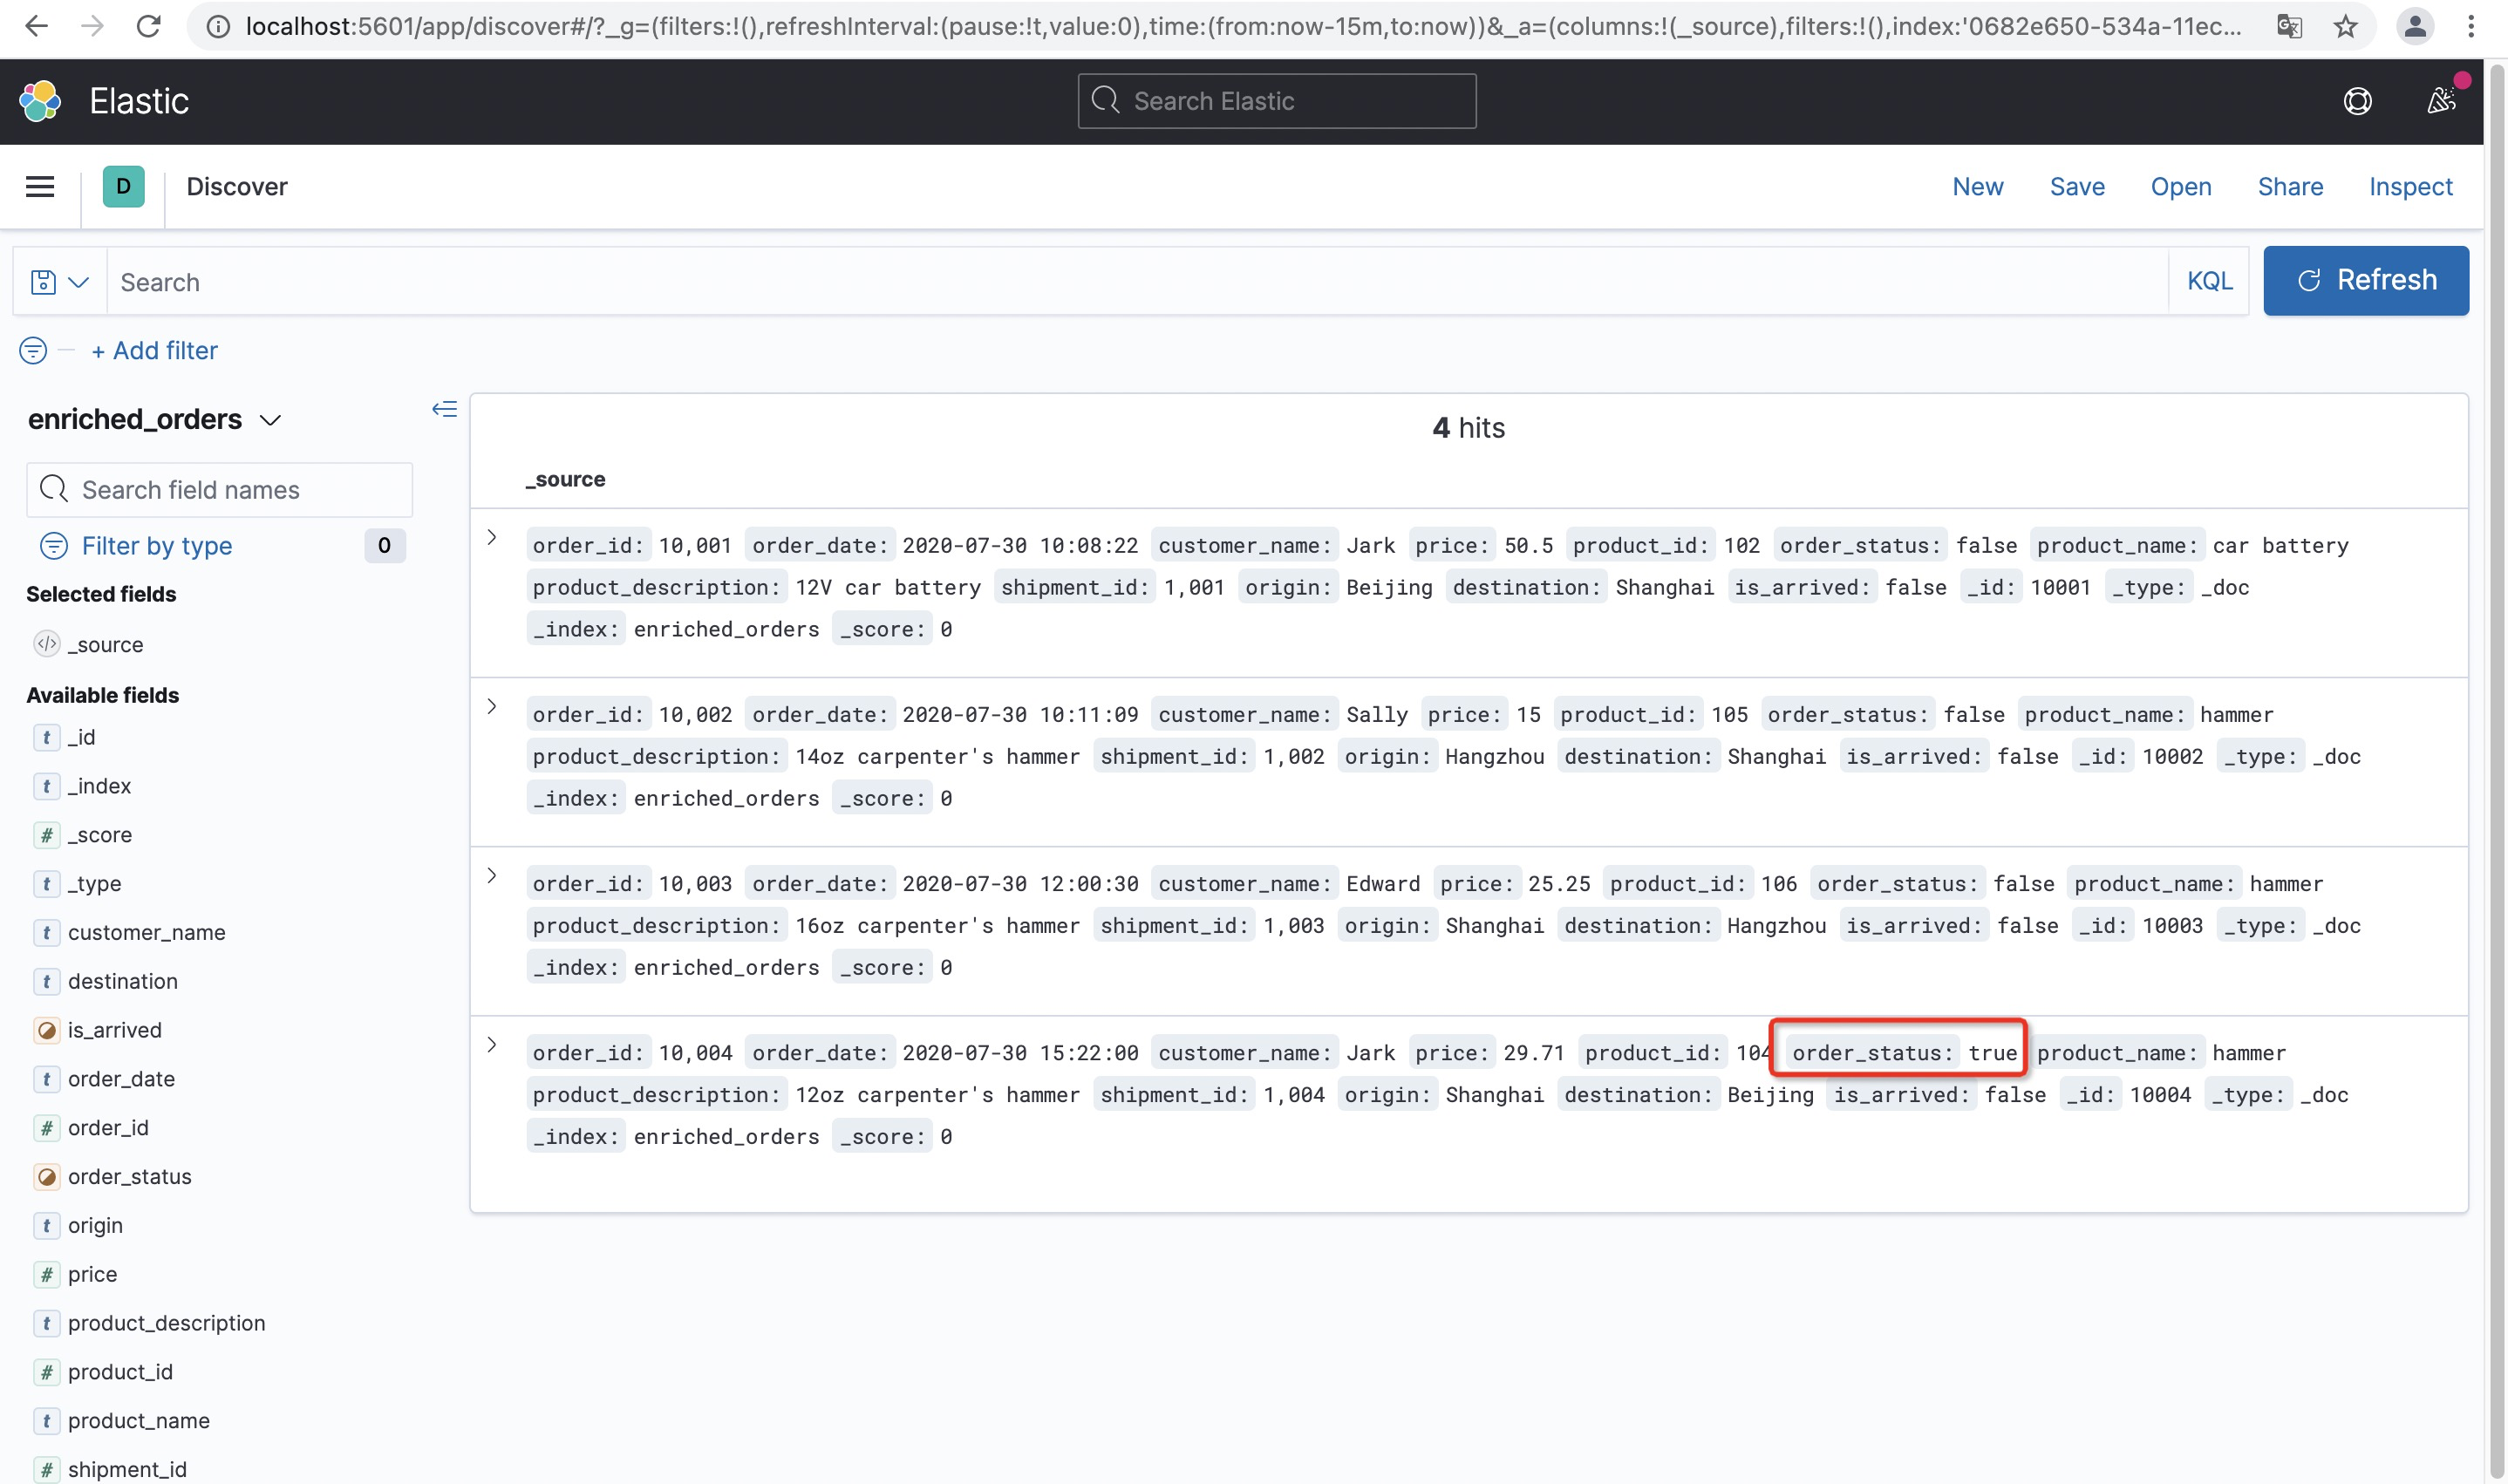 localhost:5601/app/discover#/?_g=(filters:!(),refreshInterval:(pause:!t,value:0),time:(from:now-15m,to:now))&_a=(columns:!(_source),filters:!(),index:'0682e650-534a-11ec...
Elastic
Search Elastic
D Discover New Save Open Share Inspect
Search KQL Refresh
+ Add filter
enriched_orders
Search field names
Filter by type 0
Selected fields
_source
Available fields
t _id
t _index
# _score
t _type
t customer_name
t destination
is_arrived
t order_date
# order_id
order_status
t origin
# price
t product_description
# product_id
t product_name
# shipment_id
4 hits
_source
order_id: 10,001 order_date: 2020-07-30 10:08:22 customer_name: Jark price: 50.5 product_id: 102 order_status: false product_name: car battery
product_description: 12V car battery shipment_id: 1,001 origin: Beijing destination: Shanghai is_arrived: false _id: 10001 _type: _doc
_index: enriched_orders _score: 0
order_id: 10,002 order_date: 2020-07-30 10:11:09 customer_name: Sally price: 15 product_id: 105 order_status: false product_name: hammer
product_description: 14oz carpenter's hammer shipment_id: 1,002 origin: Hangzhou destination: Shanghai is_arrived: false _id: 10002 _type: _doc
_index: enriched_orders _score: 0
order_id: 10,003 order_date: 2020-07-30 12:00:30 customer_name: Edward price: 25.25 product_id: 106 order_status: false product_name: hammer
product_description: 16oz carpenter's hammer shipment_id: 1,003 origin: Shanghai destination: Hangzhou is_arrived: false _id: 10003 _type: _doc
_index: enriched_orders _score: 0
order_id: 10,004 order_date: 2020-07-30 15:22:00 customer_name: Jark price: 29.71 product_id: 104 order_status: true product_name: hammer
product_description: 12oz carpenter's hammer shipment_id: 1,004 origin: Shanghai destination: Beijing is_arrived: false _id: 10004 _type: _doc
_index: enriched_orders _score: 0